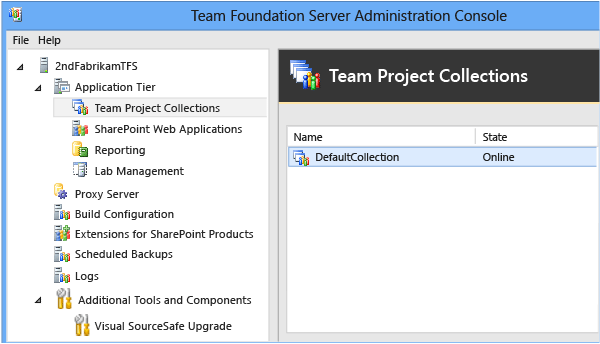 Team Foundation Server Administration Console
File Help
2ndFabrikamTFS
Application Tier
Team Project Collections
SharePoint Web Applications
Reporting
Lab Management
Proxy Server
Build Configuration
Extensions for SharePoint Products
Scheduled Backups
Logs
Additional Tools and Components
Visual SourceSafe Upgrade
Team Project Collections
Name State
DefaultCollection Online